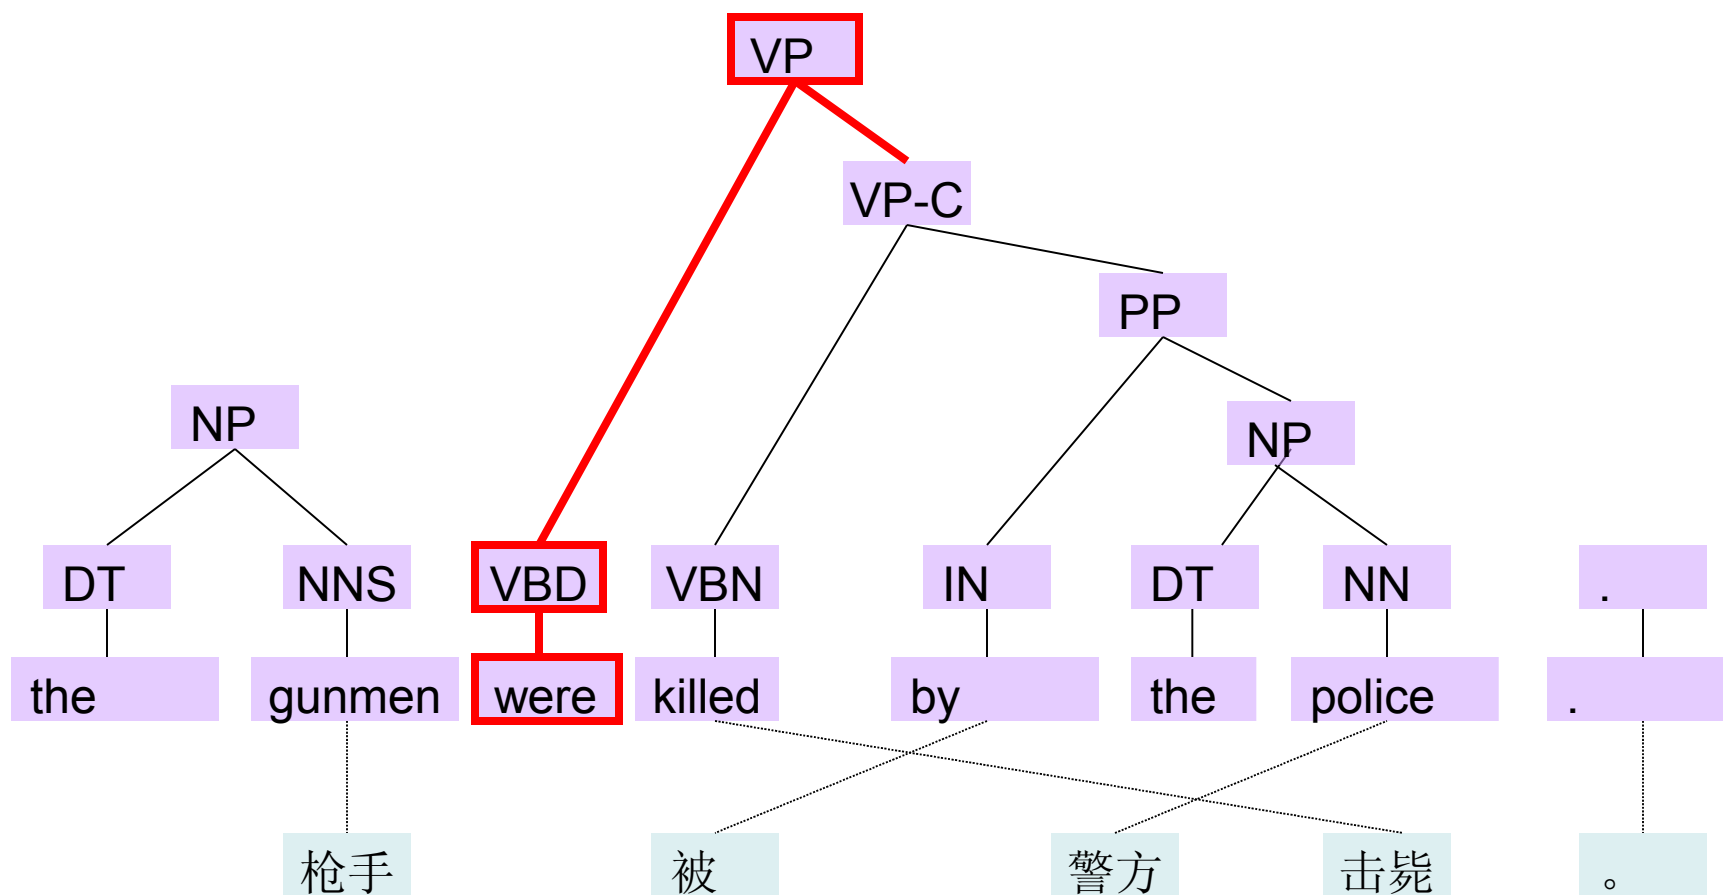 VP
VP-C
PP
NP
NP
DT NNS VBD VBN IN DT NN .
the gunmen were killed by the police .
枪手 被 警方 击毙 。